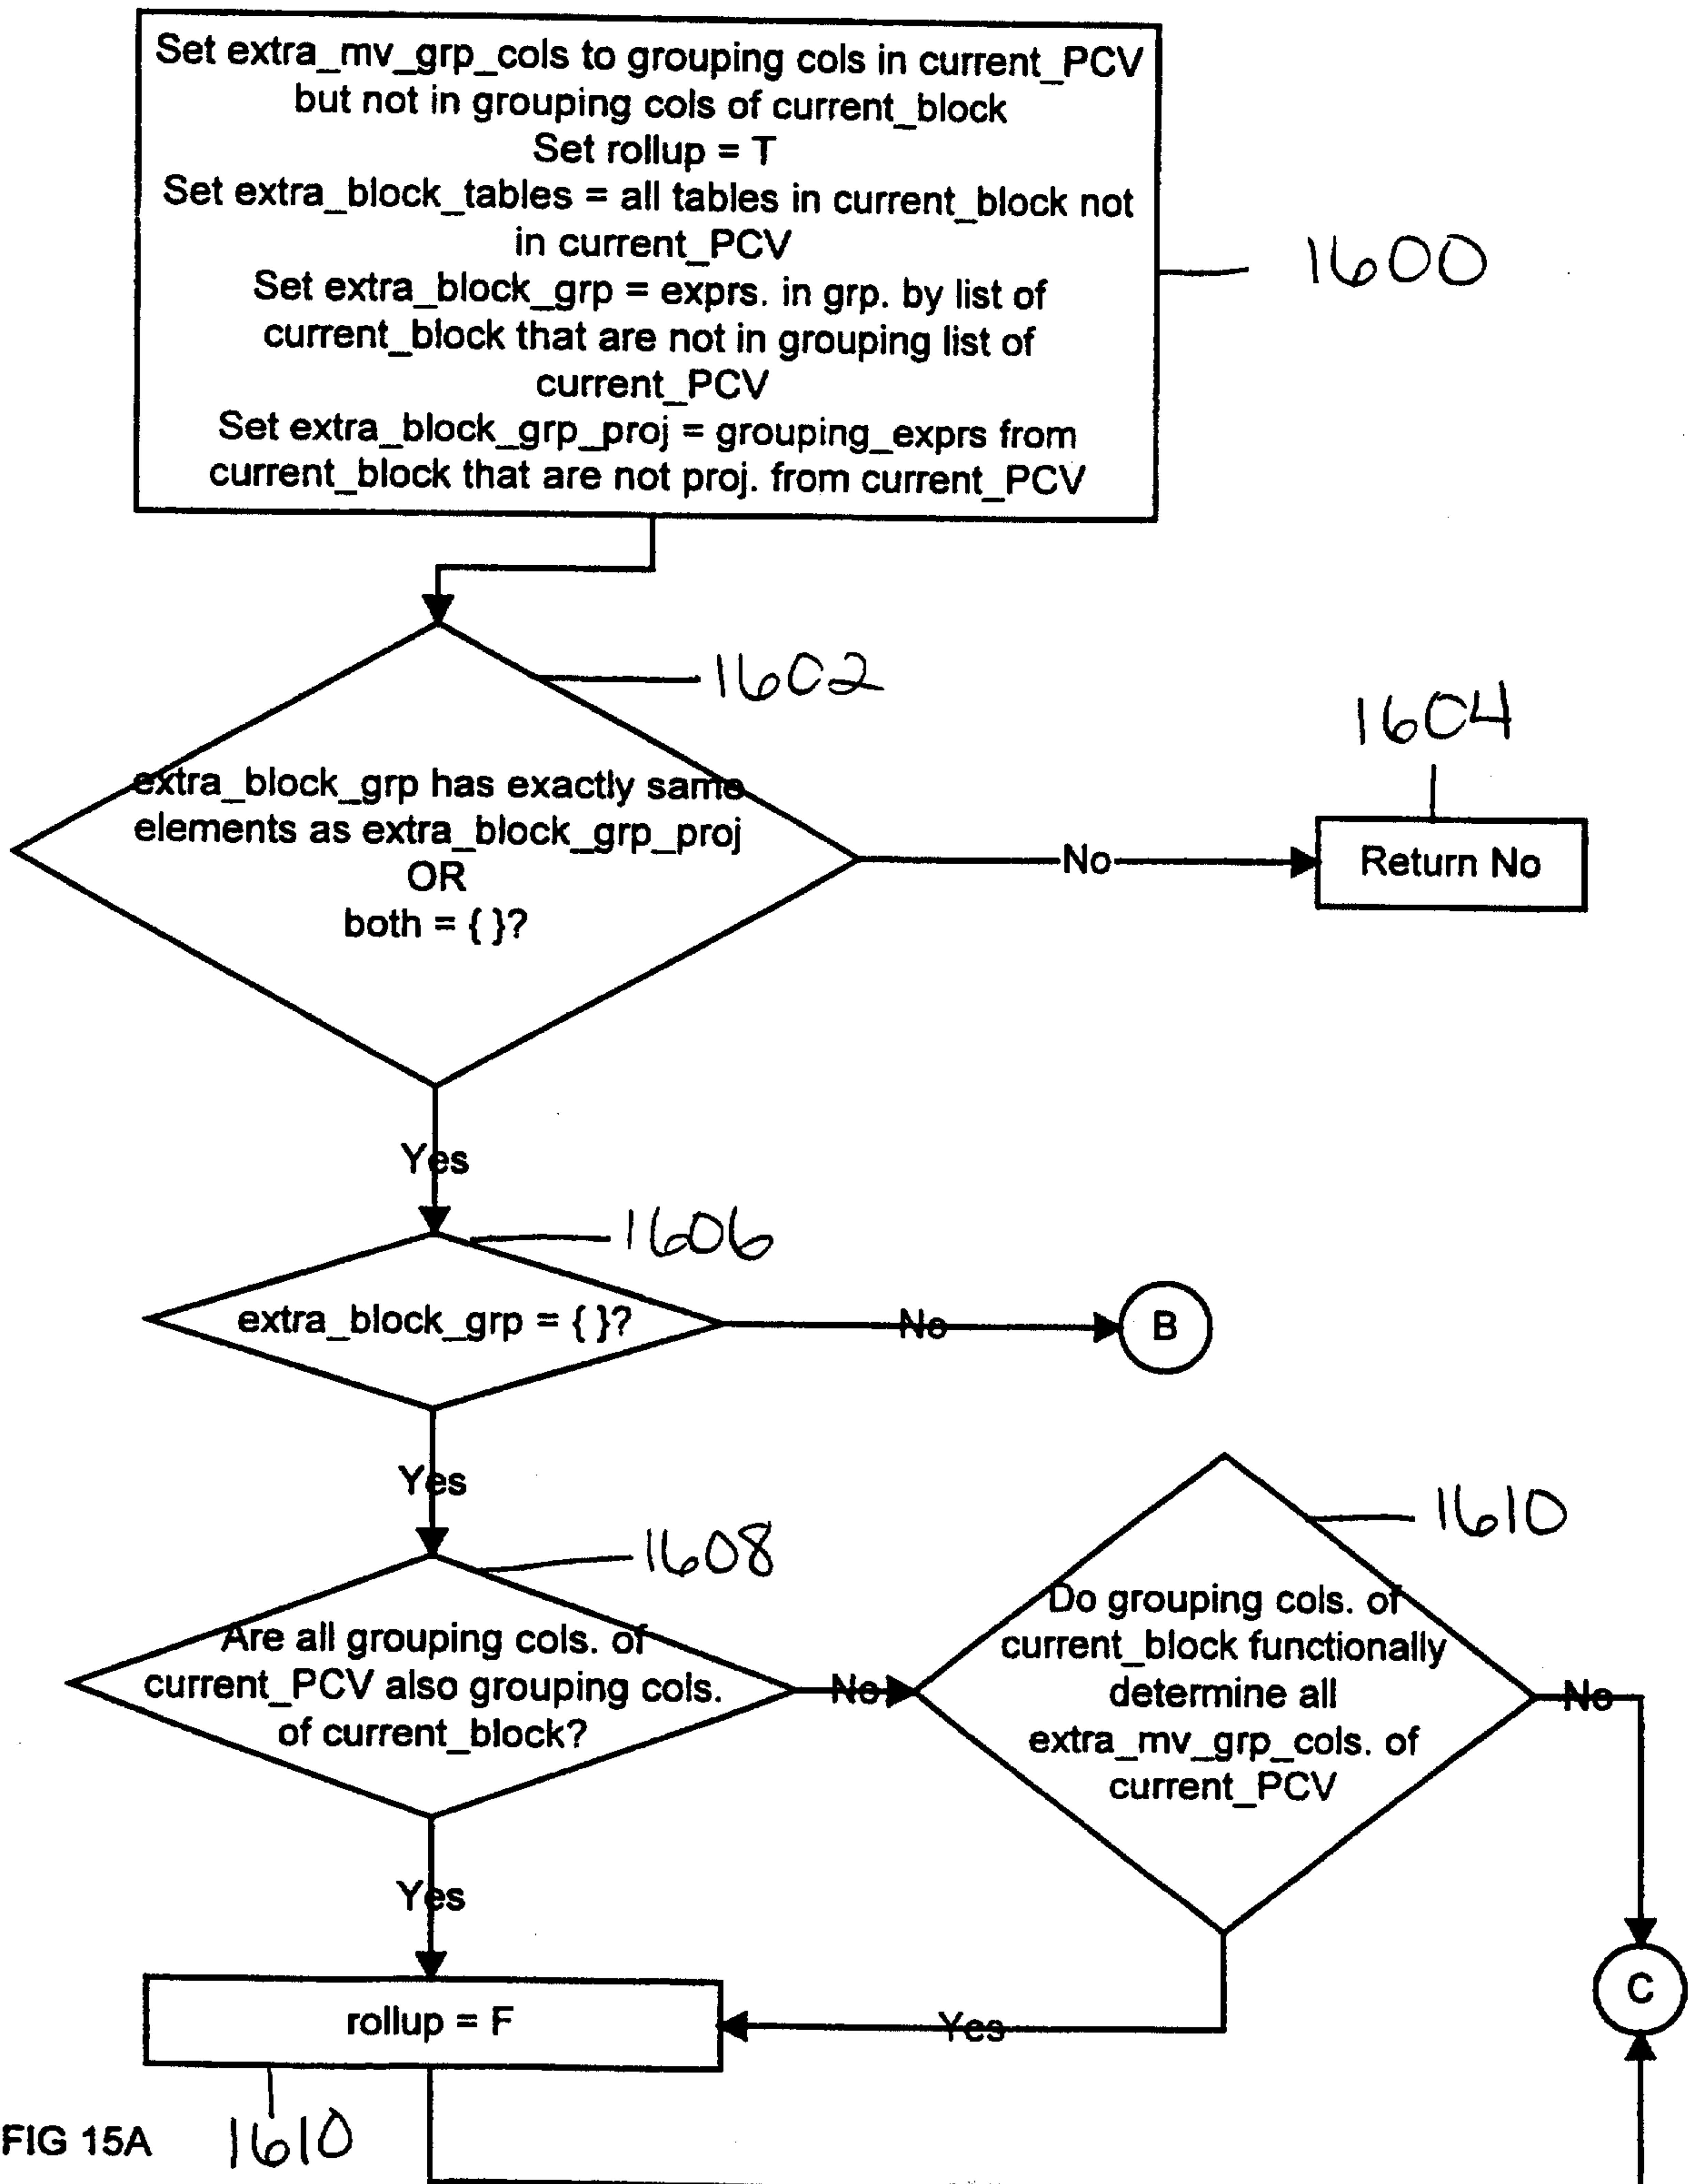 Set extra_mv_grp_cols to grouping cols in current_PCV
but not in grouping cols of current_block
Set rollup = T
Set extra_block_tables = all tables in current_block not
in current_PCV
Set extra_block_grp = exprs. in grp. by list of
current_block that are not in grouping list of
current_PCV
Set extra_block_grp_proj = grouping_exprs from
current_block that are not proj. from current_PCV
1600
1602
extra_block_grp has exactly same
elements as extra_block_grp_proj
OR
both = { }?
No
1604
Return No
Yes
1606
extra_block_grp = { }?
No
B
Yes
1608
Are all grouping cols. of
current_PCV also grouping cols.
of current_block?
No
1610
Do grouping cols. of
current_block functionally
determine all
extra_mv_grp_cols. of
current_PCV
No
Yes
rollup = F
Yes
C
FIG 15A
1610